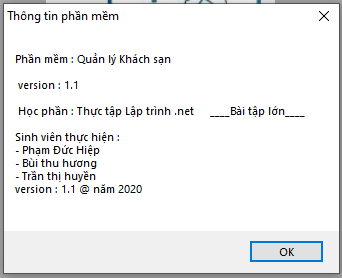 Thông tin phần mềm
Phần mềm : Quản lý Khách sạn
version : 1.1
Học phần : Thực tập Lập trình .net ____Bài tập lớn____
Sinh viên thực hiện :
- Phạm Đức Hiệp
- Bùi thu hương
- Trần thị huyền
version : 1.1 @ năm 2020
OK